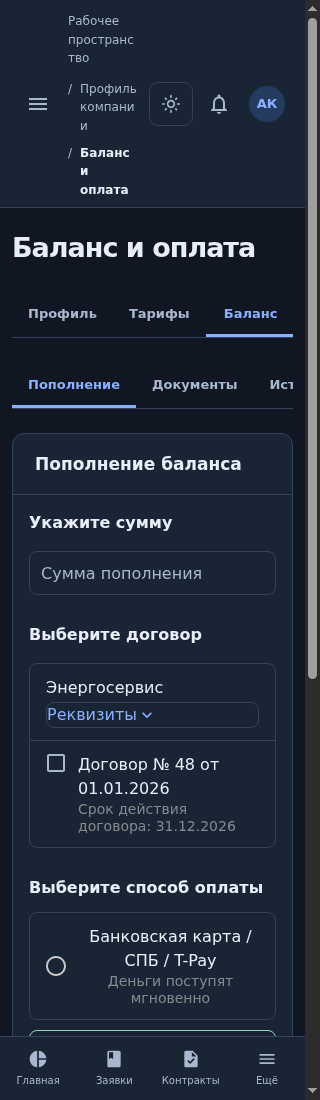 Рабочее
пространс
тво
/ Профиль
компани
и
/ Баланс
и
оплата
АК
Баланс и оплата
Профиль Тарифы Баланс
Пополнение Документы Ист
Пополнение баланса
Укажите сумму
Сумма пополнения
Выберите договор
Энергосервис
Реквизиты
Договор № 48 от
01.01.2026
Срок действия
договора: 31.12.2026
Выберите способ оплаты
Банковская карта /
СПБ / T-Pay
Деньги поступят
мгновенно
Главная Заявки Контракты Ещё